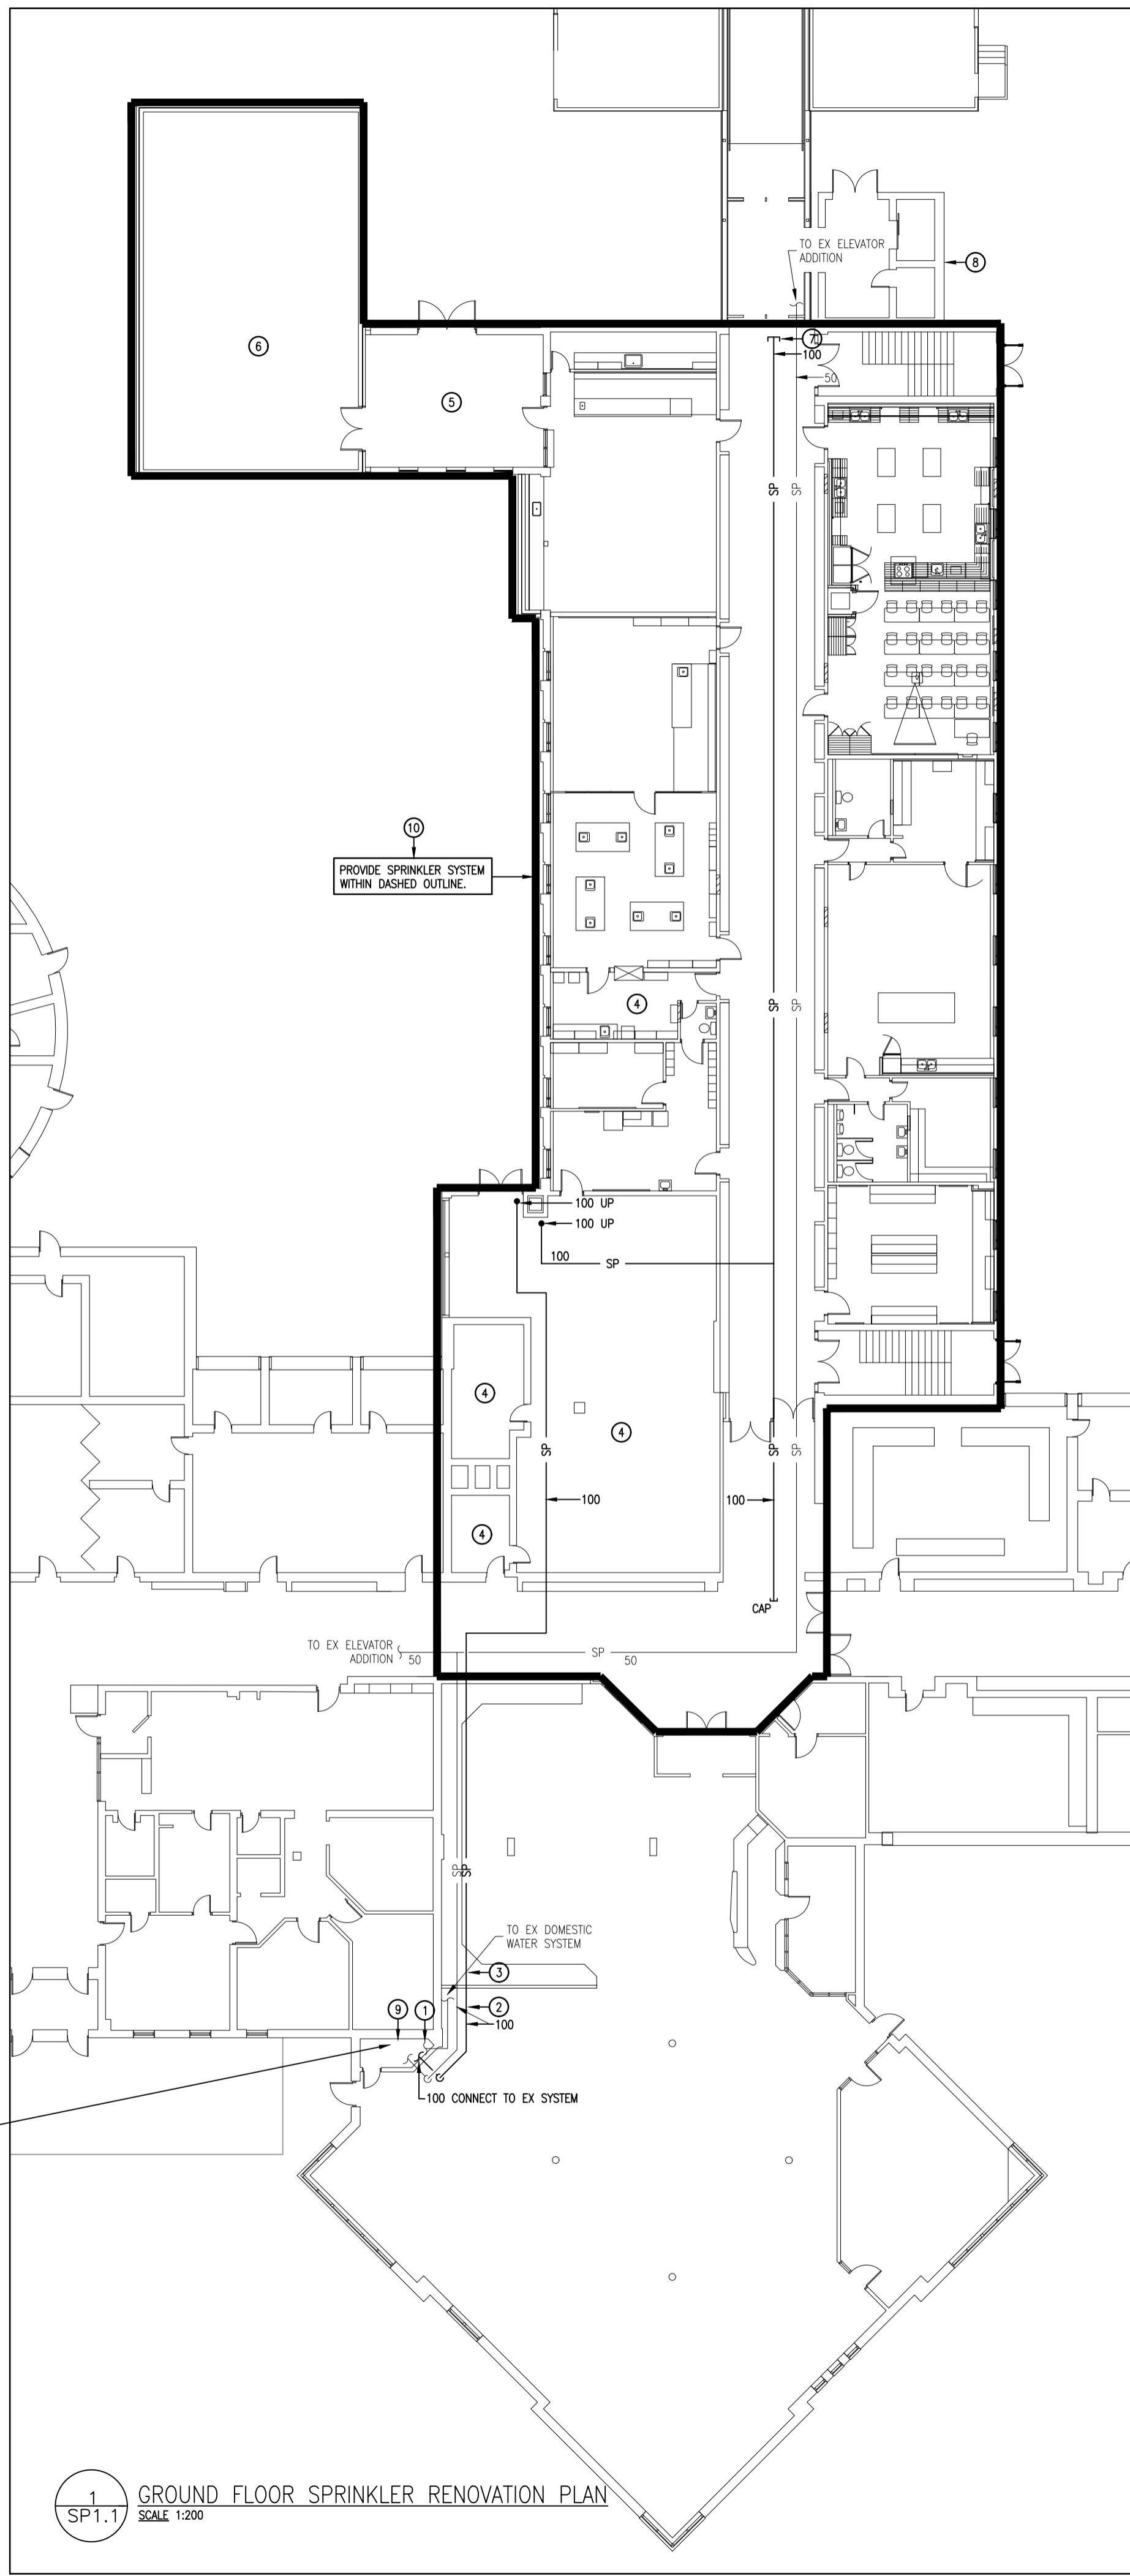 TO EX ELEVATOR
ADDITION
8
7
100
50
6
5
SP
SP
10
PROVIDE SPRINKLER SYSTEM
WITHIN DASHED OUTLINE.
4
SP
SP
100 UP
100 UP
100
SP
4
4
SP
SP
SP
100
100
4
CAP
TO EX ELEVATOR
ADDITION
50
SP
50
SP
SP
TO EX DOMESTIC
WATER SYSTEM
3
9
1
2
100
100 CONNECT TO EX SYSTEM
1
SP1.1
GROUND FLOOR SPRINKLER RENOVATION PLAN
SCALE 1:200